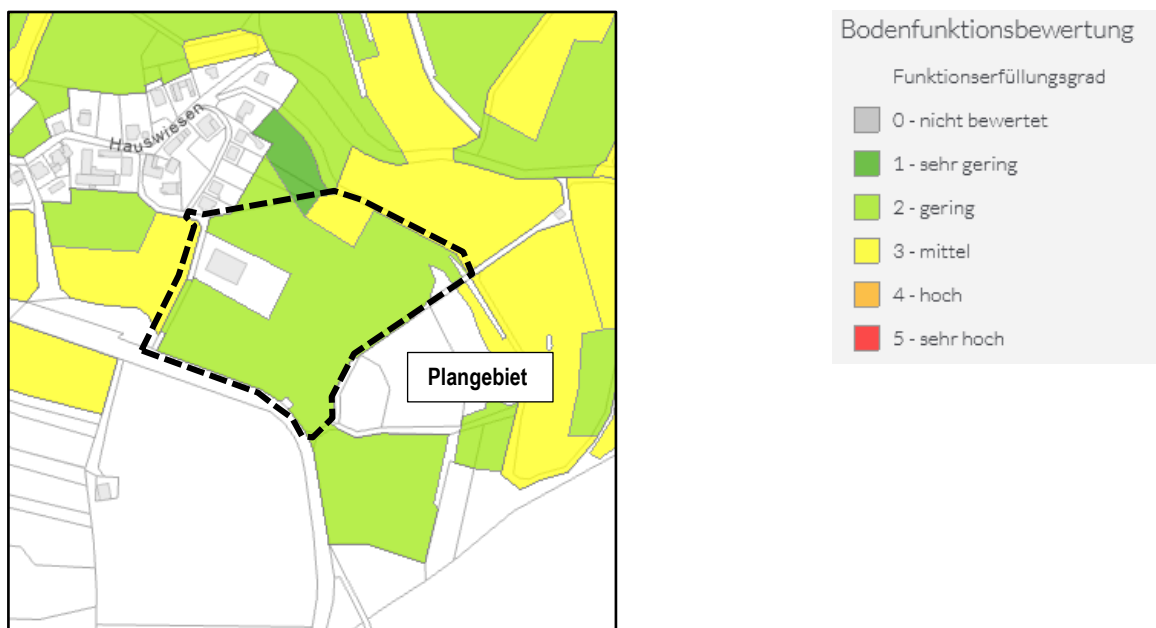 Hauswiesen
Plangebiet
Bodenfunktionsbewertung
Funktionserfüllungsgrad
0 - nicht bewertet
1 - sehr gering
2 - gering
3 - mittel
4 - hoch
5 - sehr hoch